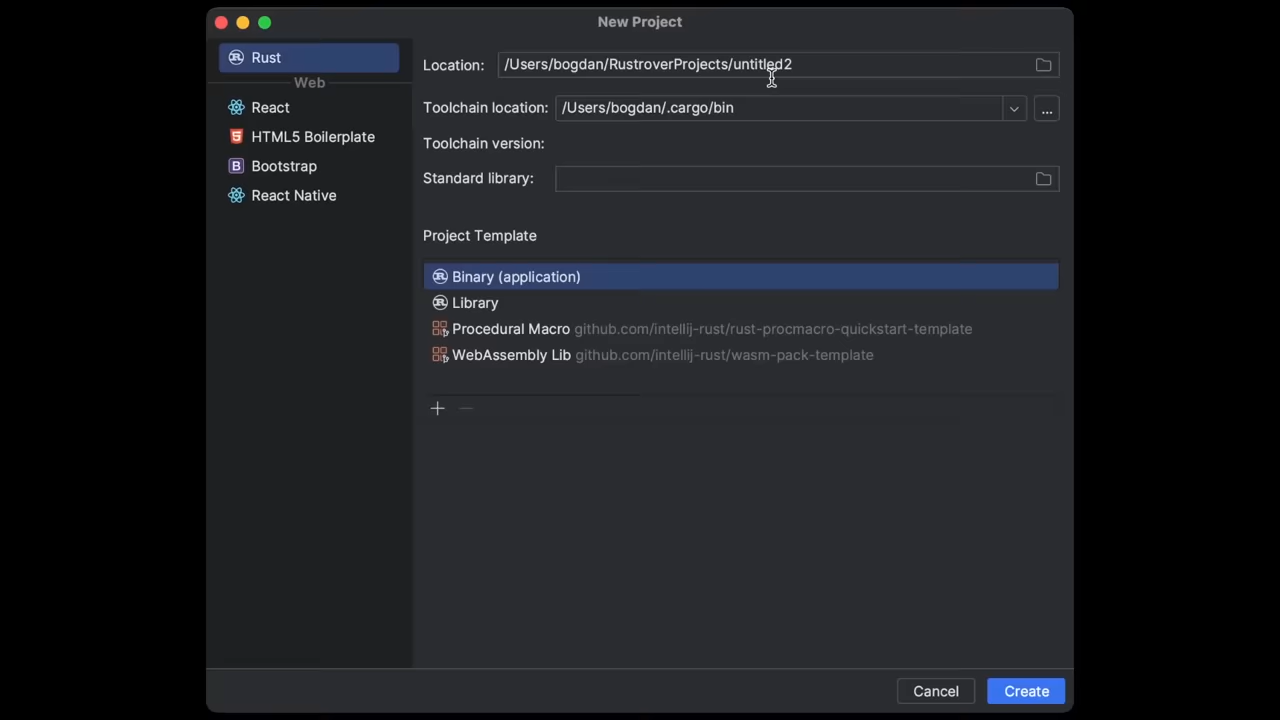 New Project
Rust
Web
React
HTML5 Boilerplate
Bootstrap
React Native
Location: /Users/bogdan/RustroverProjects/untitled2
Toolchain location: /Users/bogdan/.cargo/bin
...
Toolchain version:
Standard library:
Project Template
Binary (application)
Library
Procedural Macro github.com/intellij-rust/rust-procmacro-quickstart-template
WebAssembly Lib github.com/intellij-rust/wasm-pack-template
Cancel
Create